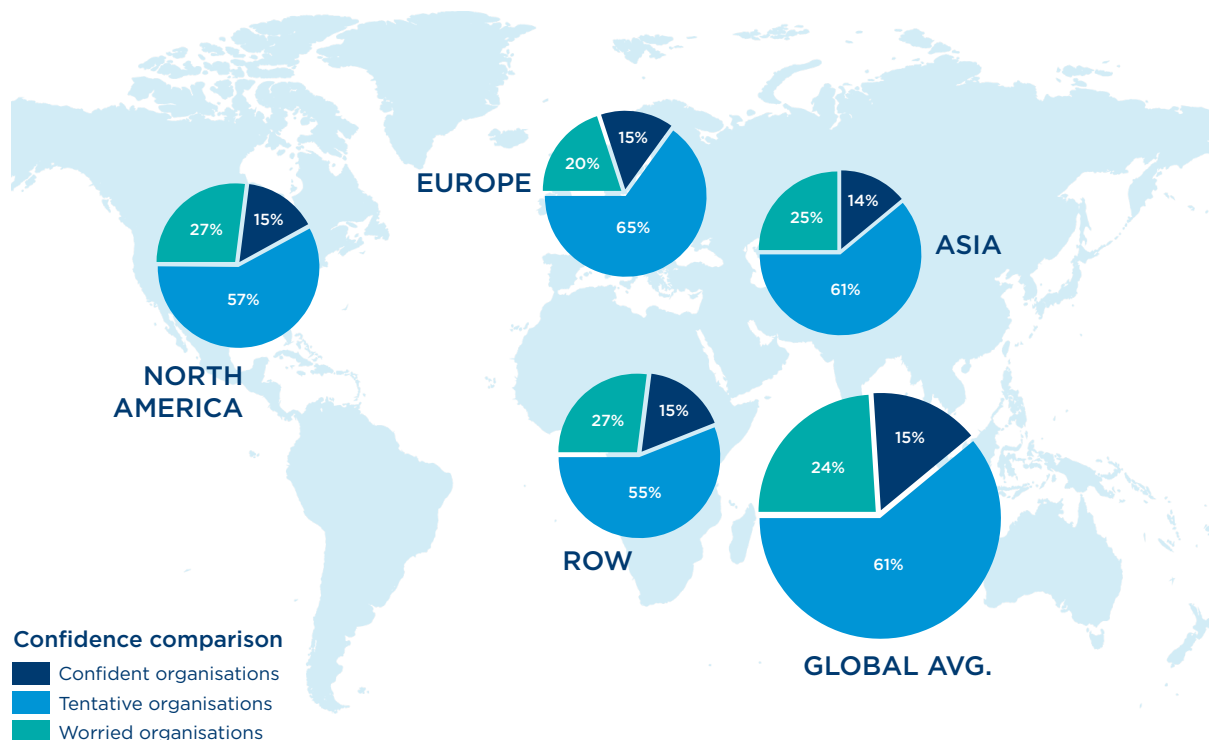 15%
20%
EUROPE
65%
14%
25%
ASIA
61%
15%
27%
57%
NORTH
AMERICA
15%
27%
55%
ROW
15%
24%
61%
GLOBAL AVG.
Confidence comparison
Confident organisations
Tentative organisations
Worried organisations